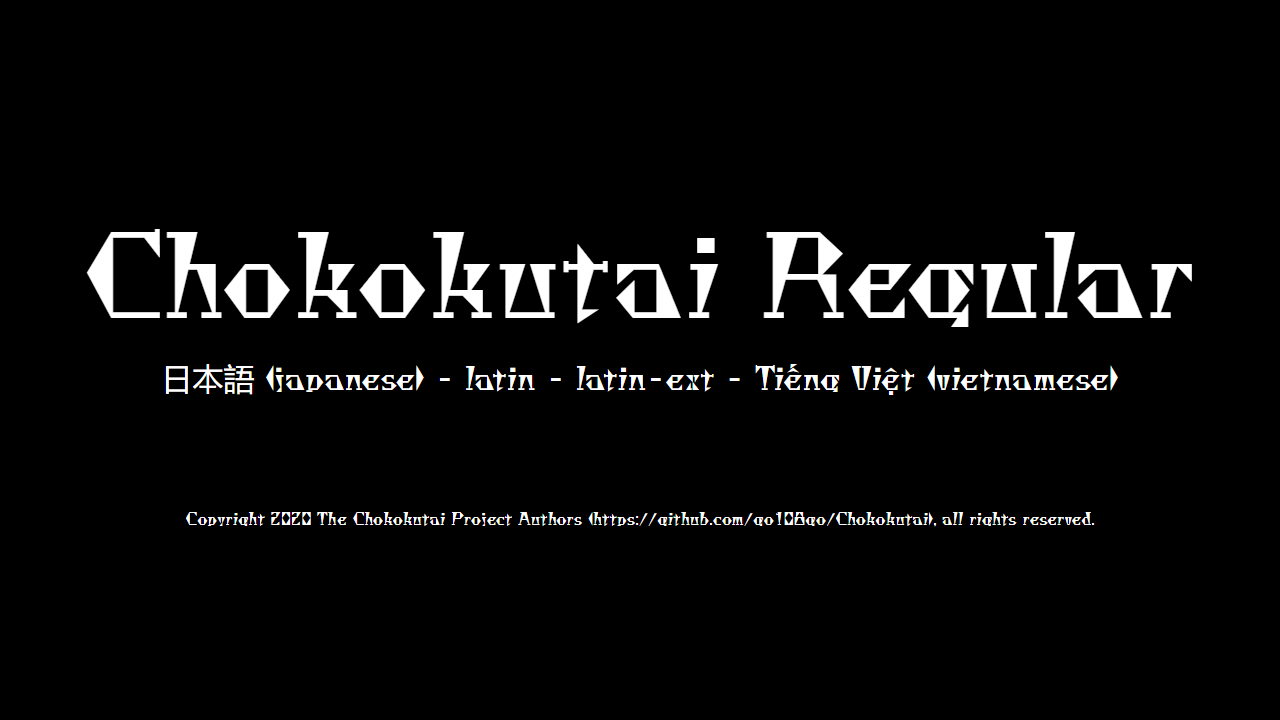 Chokokutai Regular
日本語 (japanese) - latin - latin-ext - Tiếng Việt (vietnamese)
Copyright 2020 The Chokokutai Project Authors (https://github.com/go108go/Chokokutai), all rights reserved.